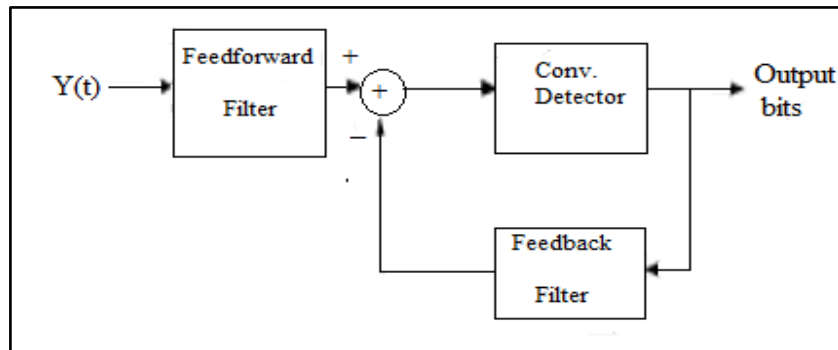 Feedforward
Filter
Y(t)
+
+
−
Conv.
Detector
Output
bits
Feedback
Filter